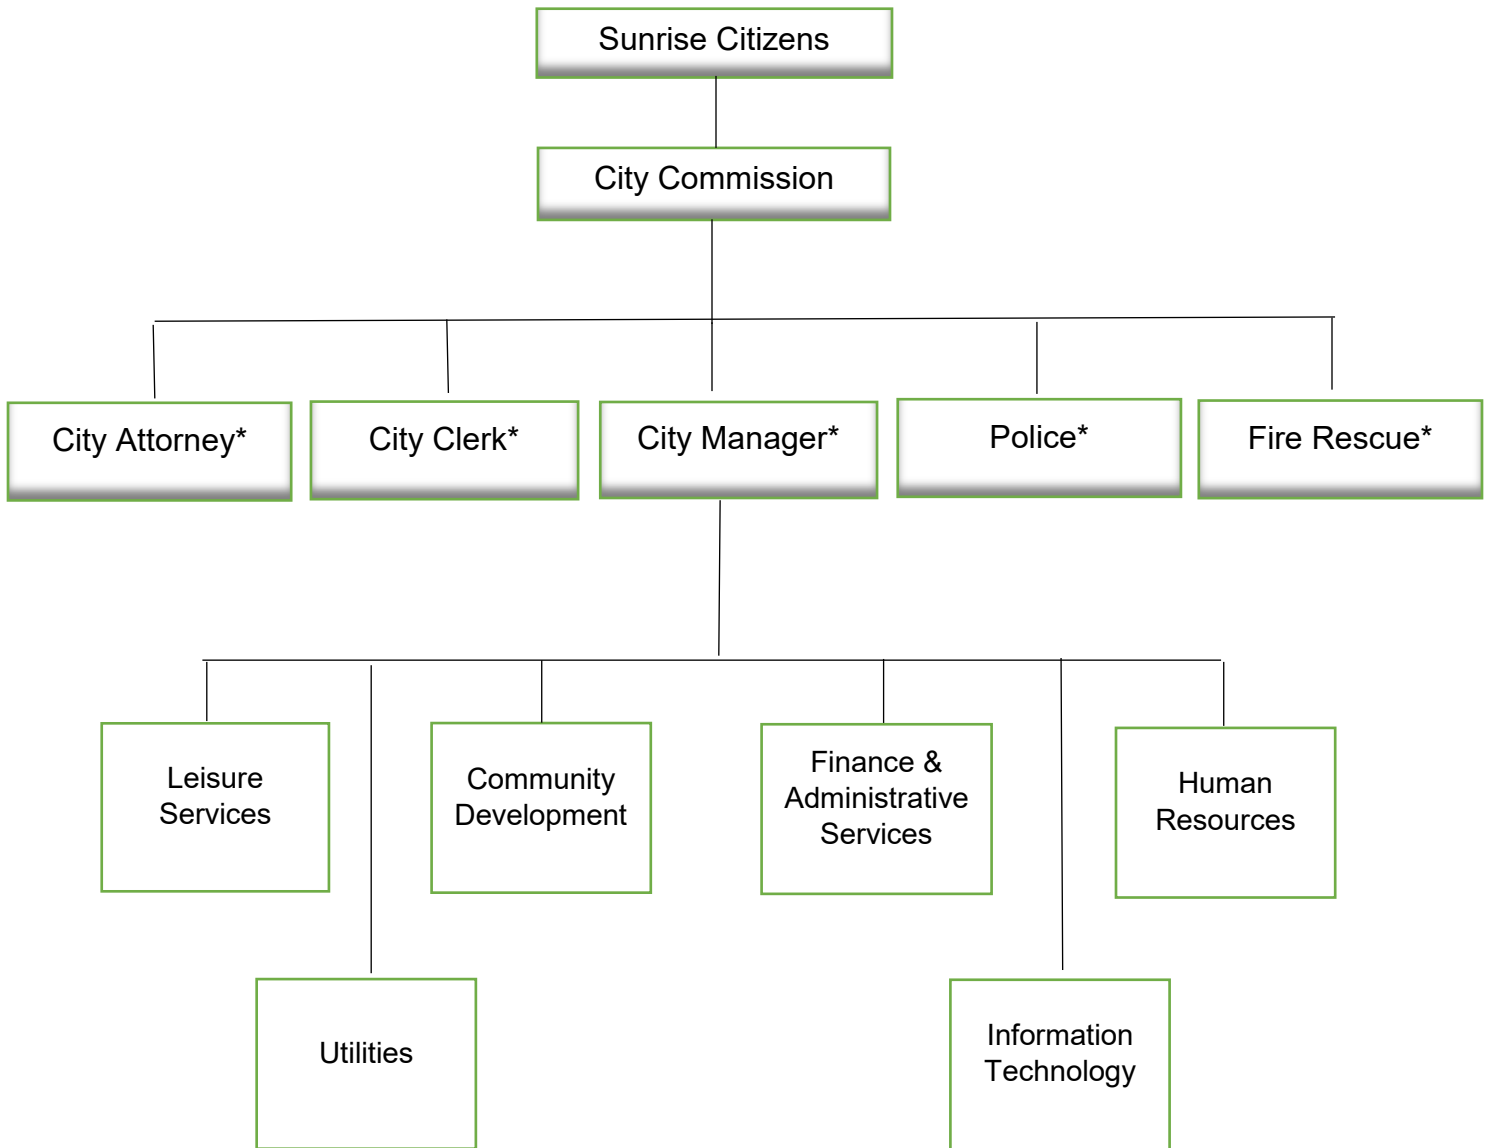 Sunrise Citizens
City Commission
City Attorney*
City Clerk*
City Manager*
Police*
Fire Rescue*
Leisure
Services
Community
Development
Finance &
Administrative
Services
Human
Resources
Utilities
Information
Technology